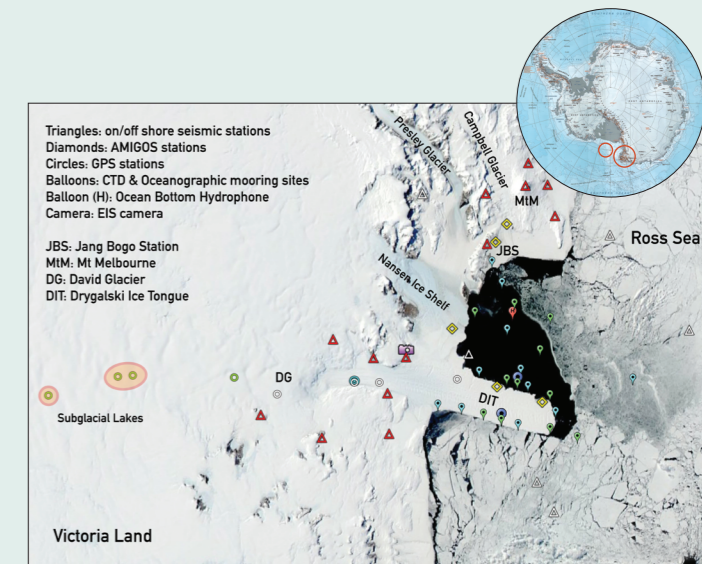 Triangles: on/off shore seismic stations
Diamonds: AMIGOS stations
Circles: GPS stations
Balloons: CTD & Oceanographic mooring sites
Balloon (H): Ocean Bottom Hydrophone
Camera: EIS camera
JBS: Jang Bogo Station
MtM: Mt Melbourne
DG: David Glacier
DIT: Drygalski Ice Tongue
Presley Glacier
Campbell Glacier
MtM
Ross Sea
JBS
Nansen Ice Shelf
DG
DIT
Subglacial Lakes
Victoria Land